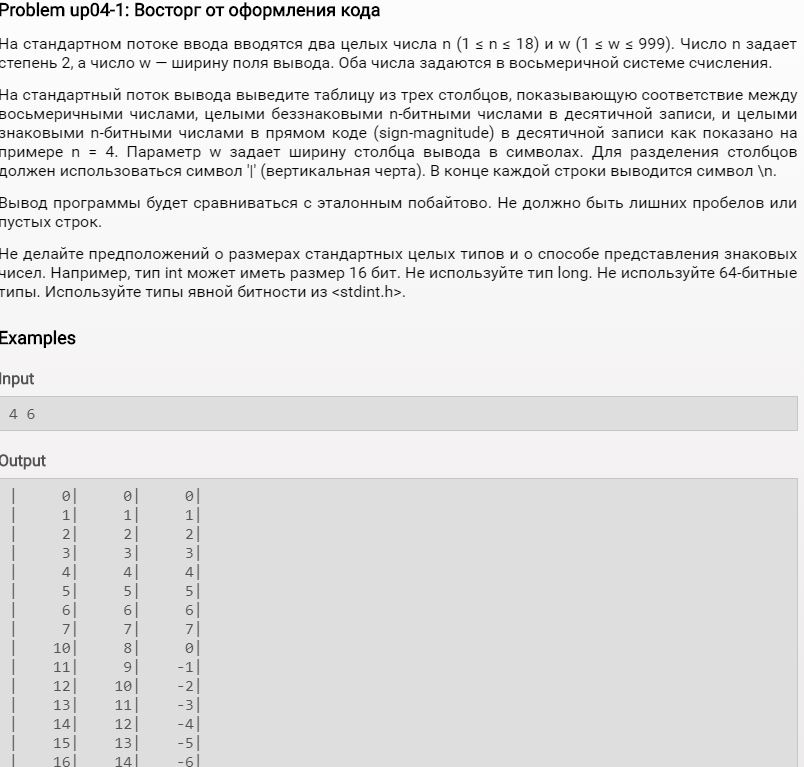 Problem up04-1: Восторг от оформления кода
На стандартном потоке ввода вводятся два целых числа n (1 ≤ n ≤ 18) и w (1 ≤ w ≤ 999). Число n задает
степень 2, а число w — ширину поля вывода. Оба числа задаются в восьмеричной системе счисления.
На стандартный поток вывода выведите таблицу из трех столбцов, показывающую соответствие между
восьмеричными числами, целыми беззнаковыми n-битными числами в десятичной записи, и целыми
знаковыми n-битными числами в прямом коде (sign-magnitude) в десятичной записи как показано на
примере n = 4. Параметр w задает ширину столбца вывода в символах. Для разделения столбцов
должен использоваться символ '|' (вертикальная черта). В конце каждой строки выводится символ \n.
Вывод программы будет сравниваться с эталонным побайтово. Не должно быть лишних пробелов или
пустых строк.
Не делайте предположений о размерах стандартных целых типов и о способе представления знаковых
чисел. Например, тип int может иметь размер 16 бит. Не используйте тип long. Не используйте 64-битные
типы. Используйте типы явной битности из <stdint.h>.
Examples
Input
4 6
Output
|     0|     0|     0|
|     1|     1|     1|
|     2|     2|     2|
|     3|     3|     3|
|     4|     4|     4|
|     5|     5|     5|
|     6|     6|     6|
|     7|     7|     7|
|    10|     8|     0|
|    11|     9|    -1|
|    12|    10|    -2|
|    13|    11|    -3|
|    14|    12|    -4|
|    15|    13|    -5|
|    16|    14|    -6|